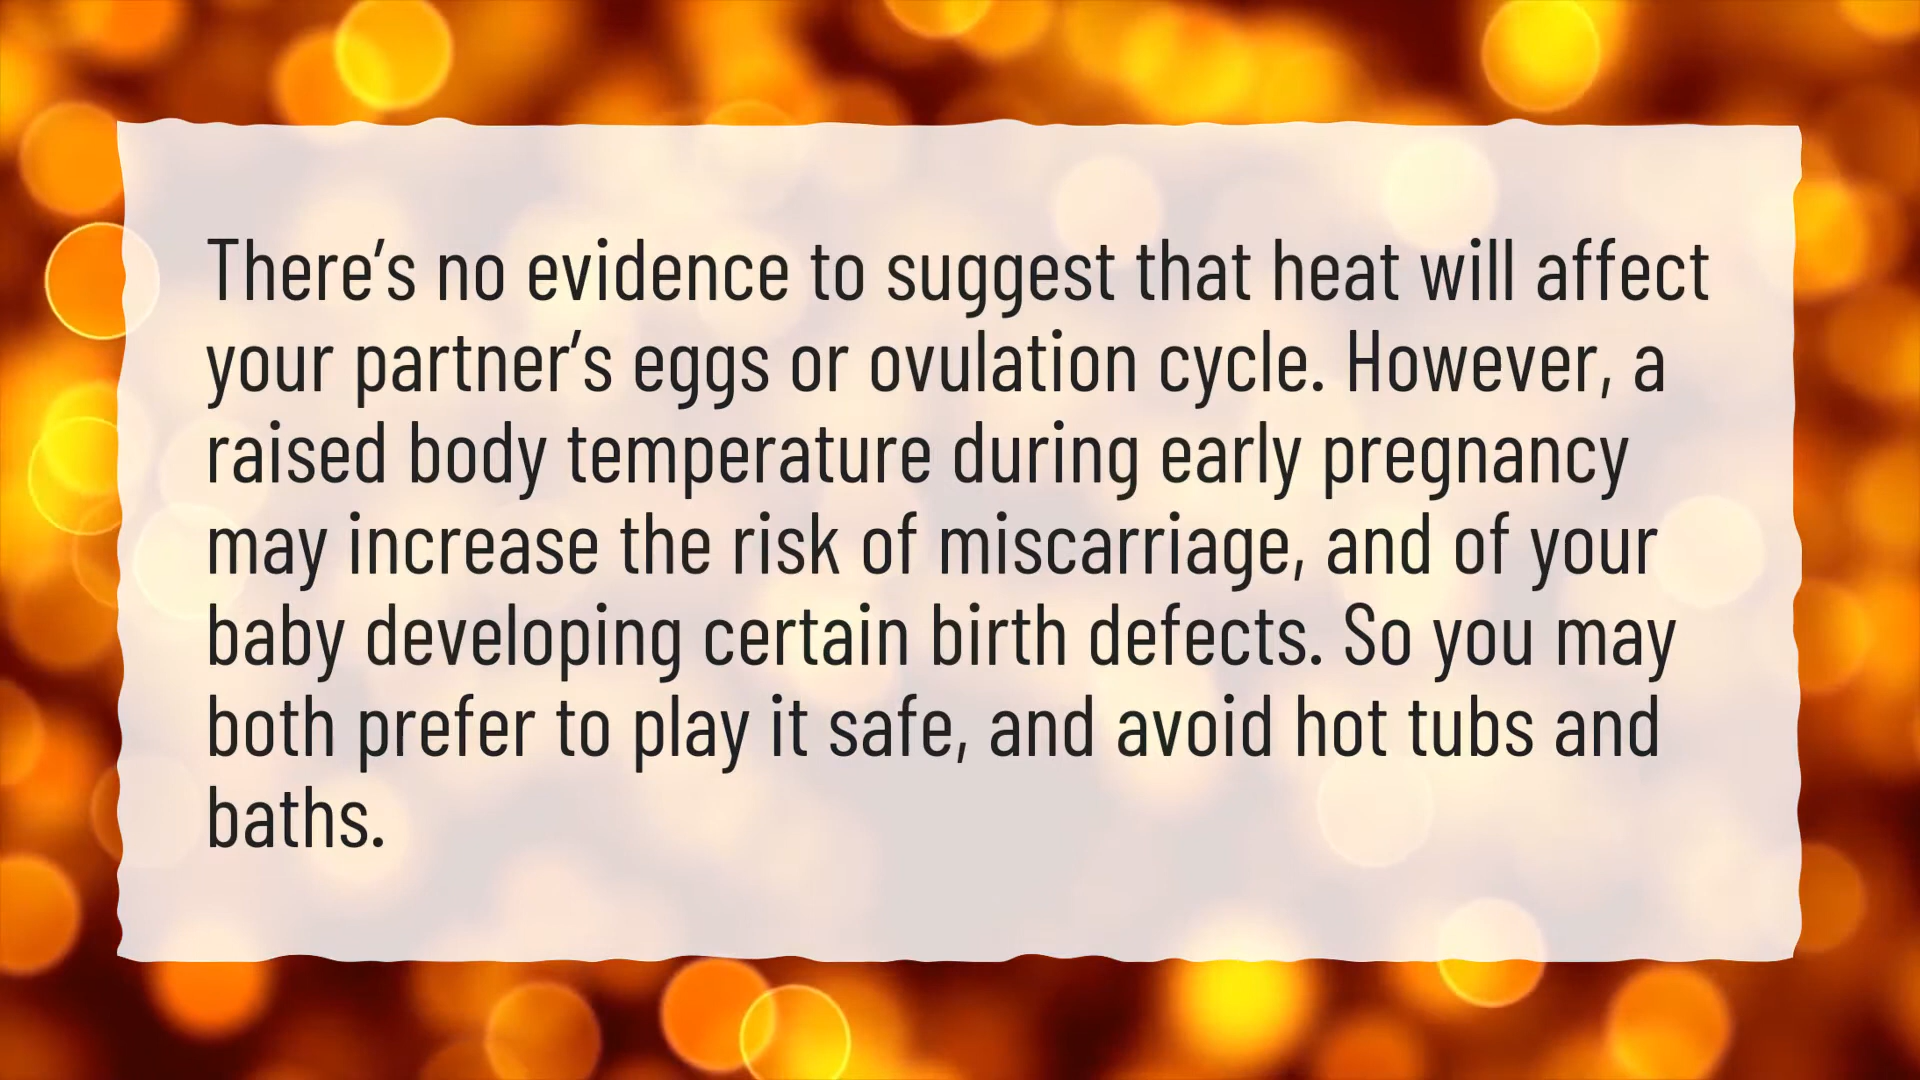 There’s no evidence to suggest that heat will affect
your partner’s eggs or ovulation cycle. However, a
raised body temperature during early pregnancy
may increase the risk of miscarriage, and of your
baby developing certain birth defects. So you may
both prefer to play it safe, and avoid hot tubs and
baths.